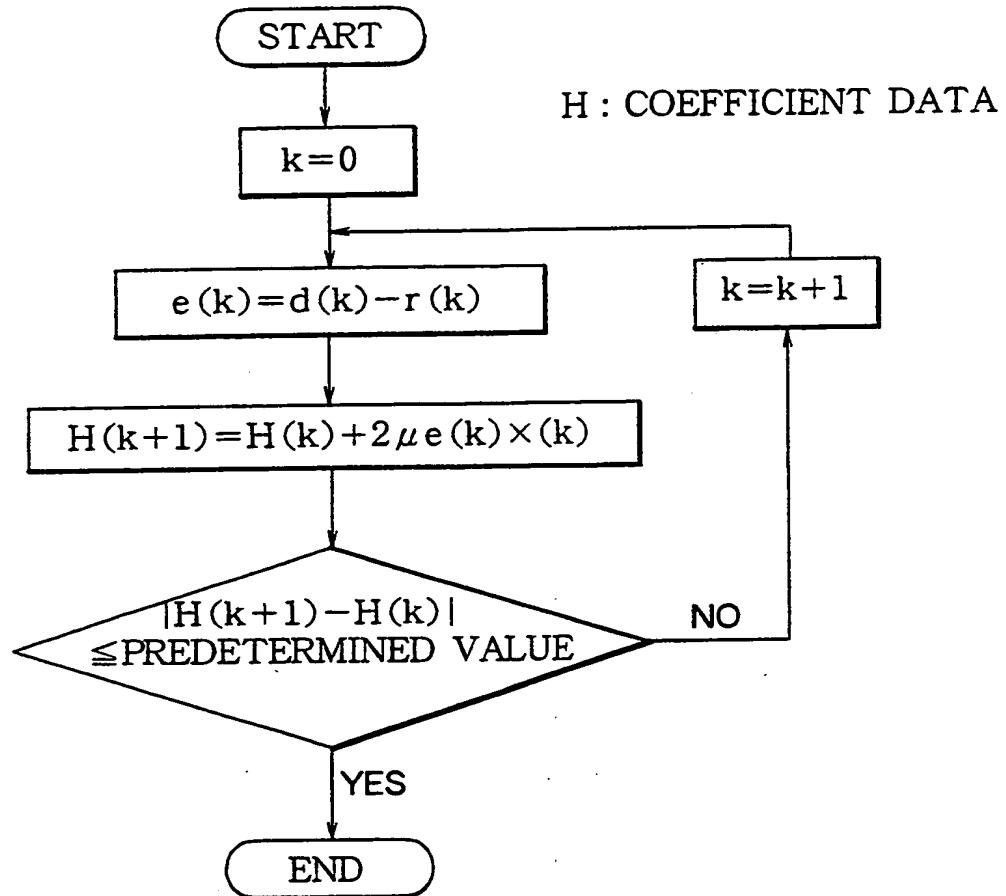 START
H : COEFFICIENT DATA
k=0
e(k)=d(k)-r(k)
k=k+1
H(k+1)=H(k)+2μe(k)×(k)
|H(k+1)-H(k)|
≦PREDETERMINED VALUE
NO
YES
END